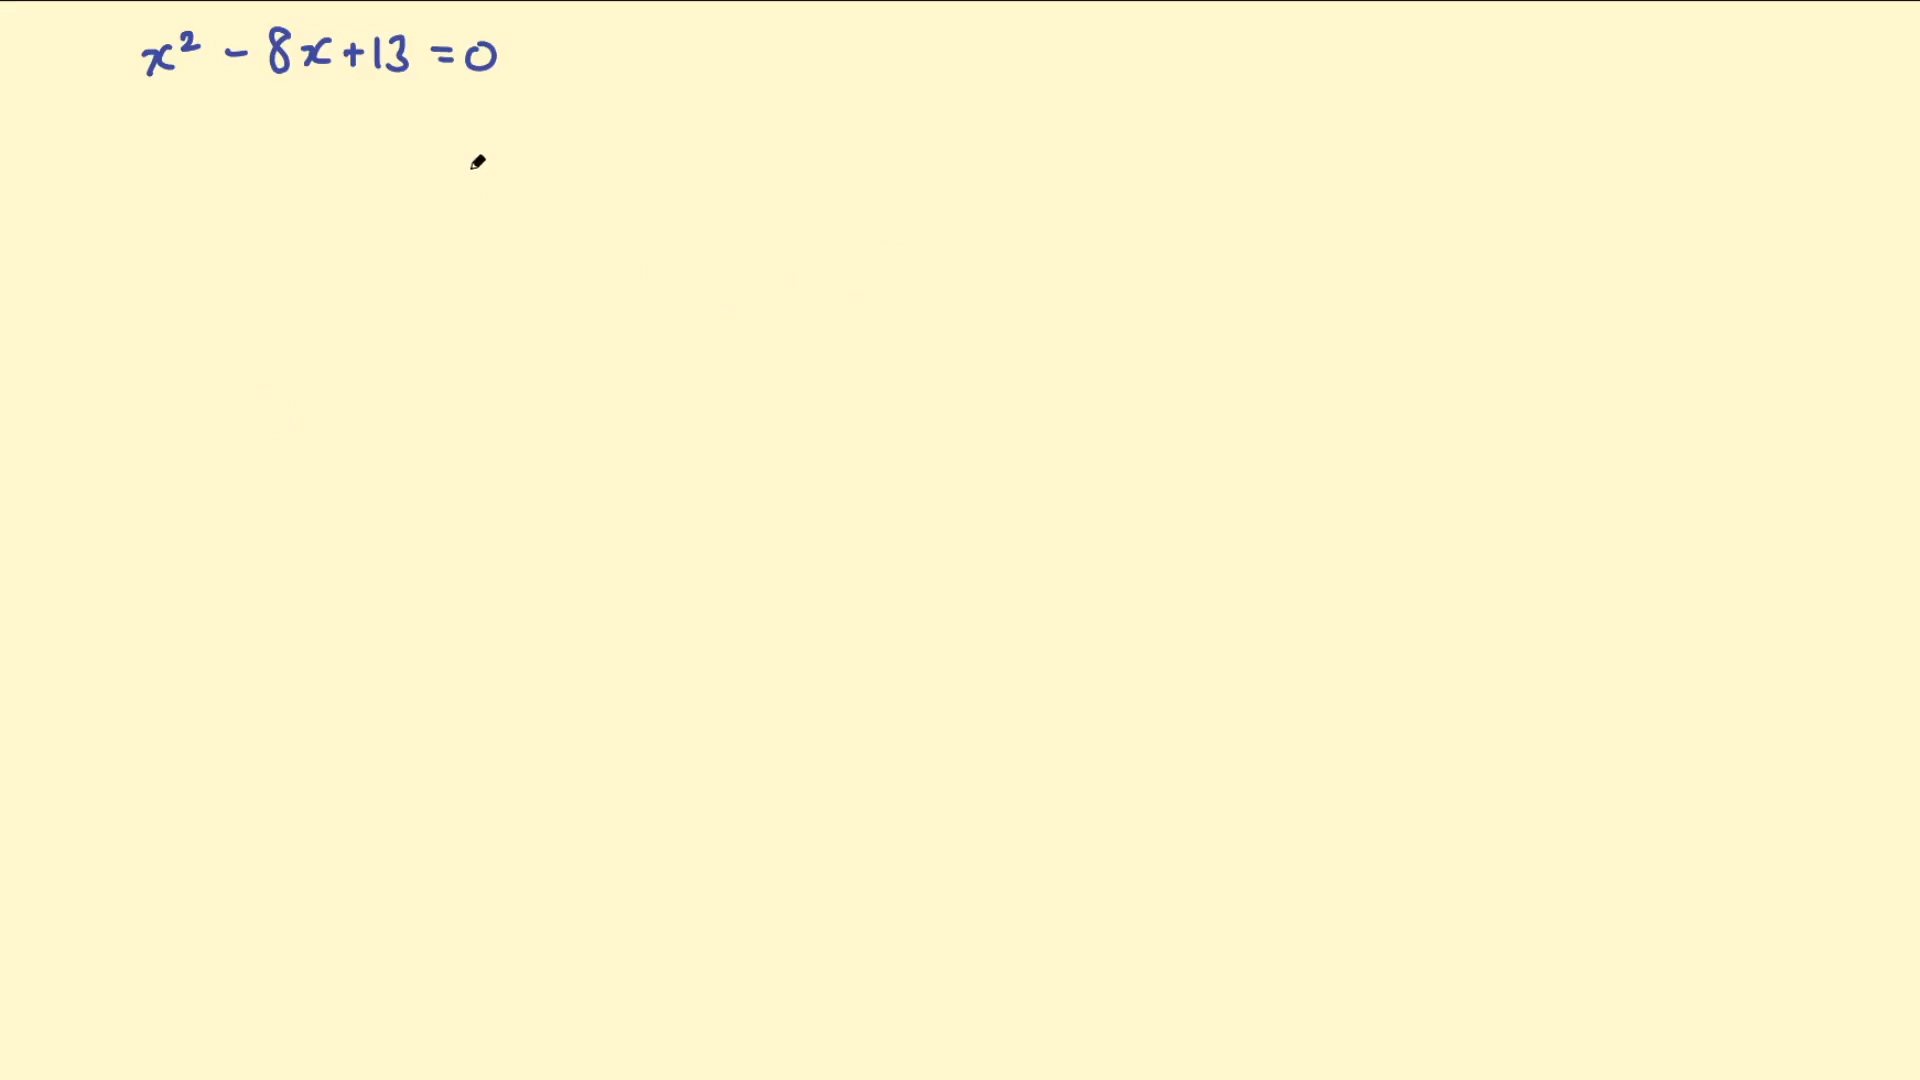 x² - 8x + 13 = 0